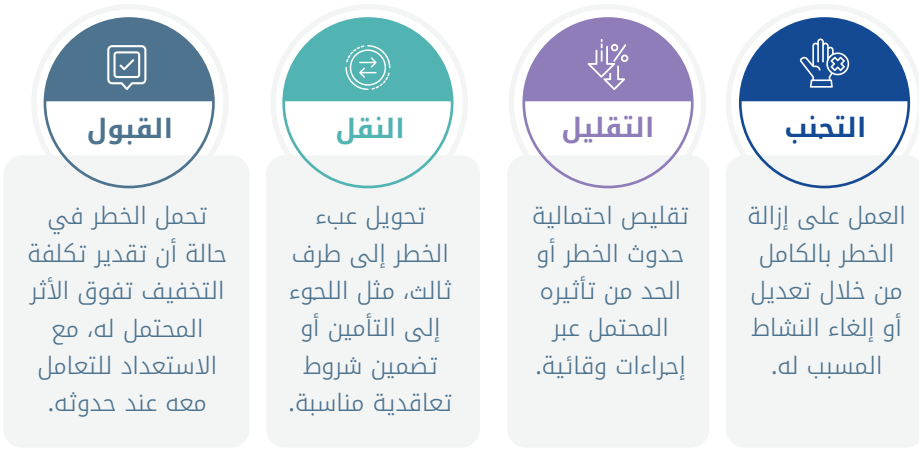 التجنب
العمل على إزالة
الخطر بالكامل
من خلال تعديل
أو إلغاء النشاط
المسبب له.
التقليل
تقليص احتمالية
حدوث الخطر أو
الحد من تأثيره
المحتمل عبر
إجراءات وقائية.
النقل
تحويل عبء
الخطر إلى طرف
ثالث، مثل اللجوء
إلى التأمين أو
تضمين شروط
تعاقدية مناسبة.
القبول
تحمل الخطر في
حالة أن تقدير تكلفة
التخفيف تفوق الأثر
المحتمل له، مع
الاستعداد للتعامل
معه عند حدوثه.